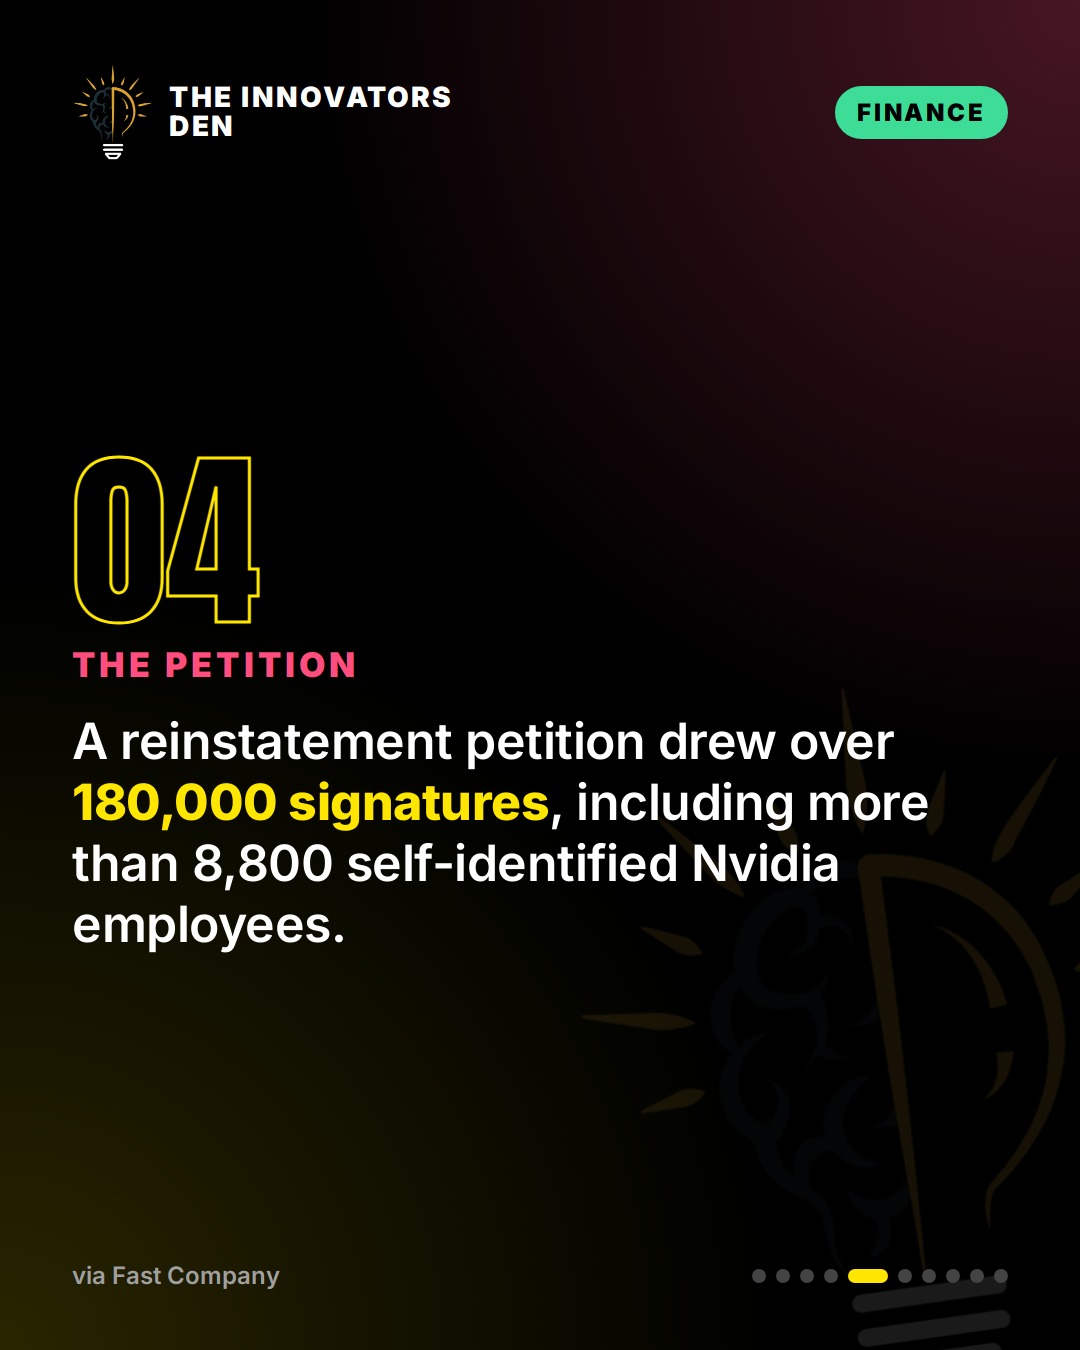 THE INNOVATORS
DEN
FINANCE
04
THE PETITION
A reinstatement petition drew over
180,000 signatures, including more
than 8,800 self-identified Nvidia
employees.
via Fast Company